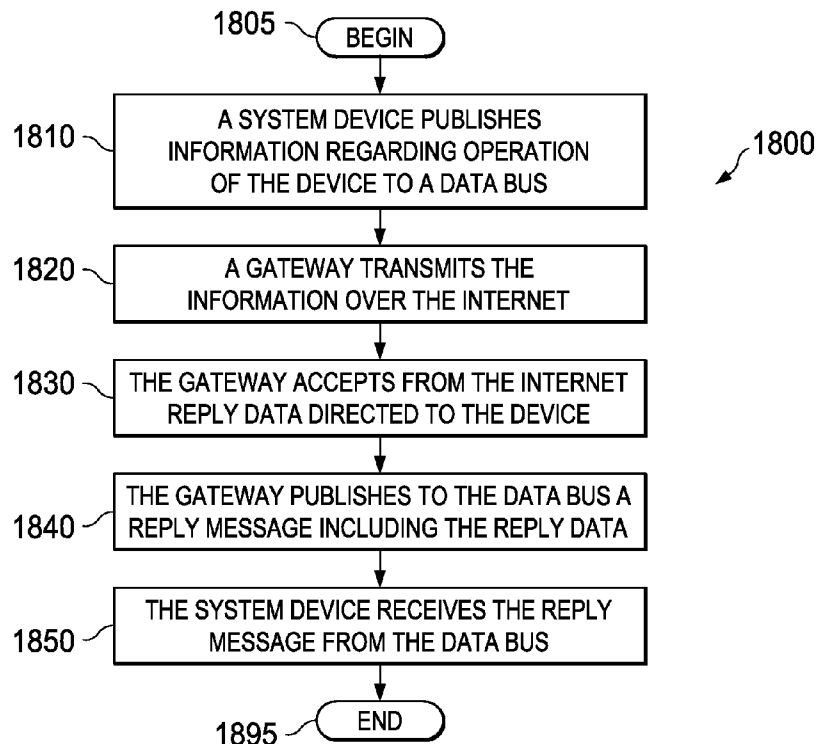 1805
BEGIN
1810
A SYSTEM DEVICE PUBLISHES
INFORMATION REGARDING OPERATION
OF THE DEVICE TO A DATA BUS
1800
1820
A GATEWAY TRANSMITS THE
INFORMATION OVER THE INTERNET
1830
THE GATEWAY ACCEPTS FROM THE INTERNET
REPLY DATA DIRECTED TO THE DEVICE
1840
THE GATEWAY PUBLISHES TO THE DATA BUS A
REPLY MESSAGE INCLUDING THE REPLY DATA
1850
THE SYSTEM DEVICE RECEIVES THE REPLY
MESSAGE FROM THE DATA BUS
1895
END